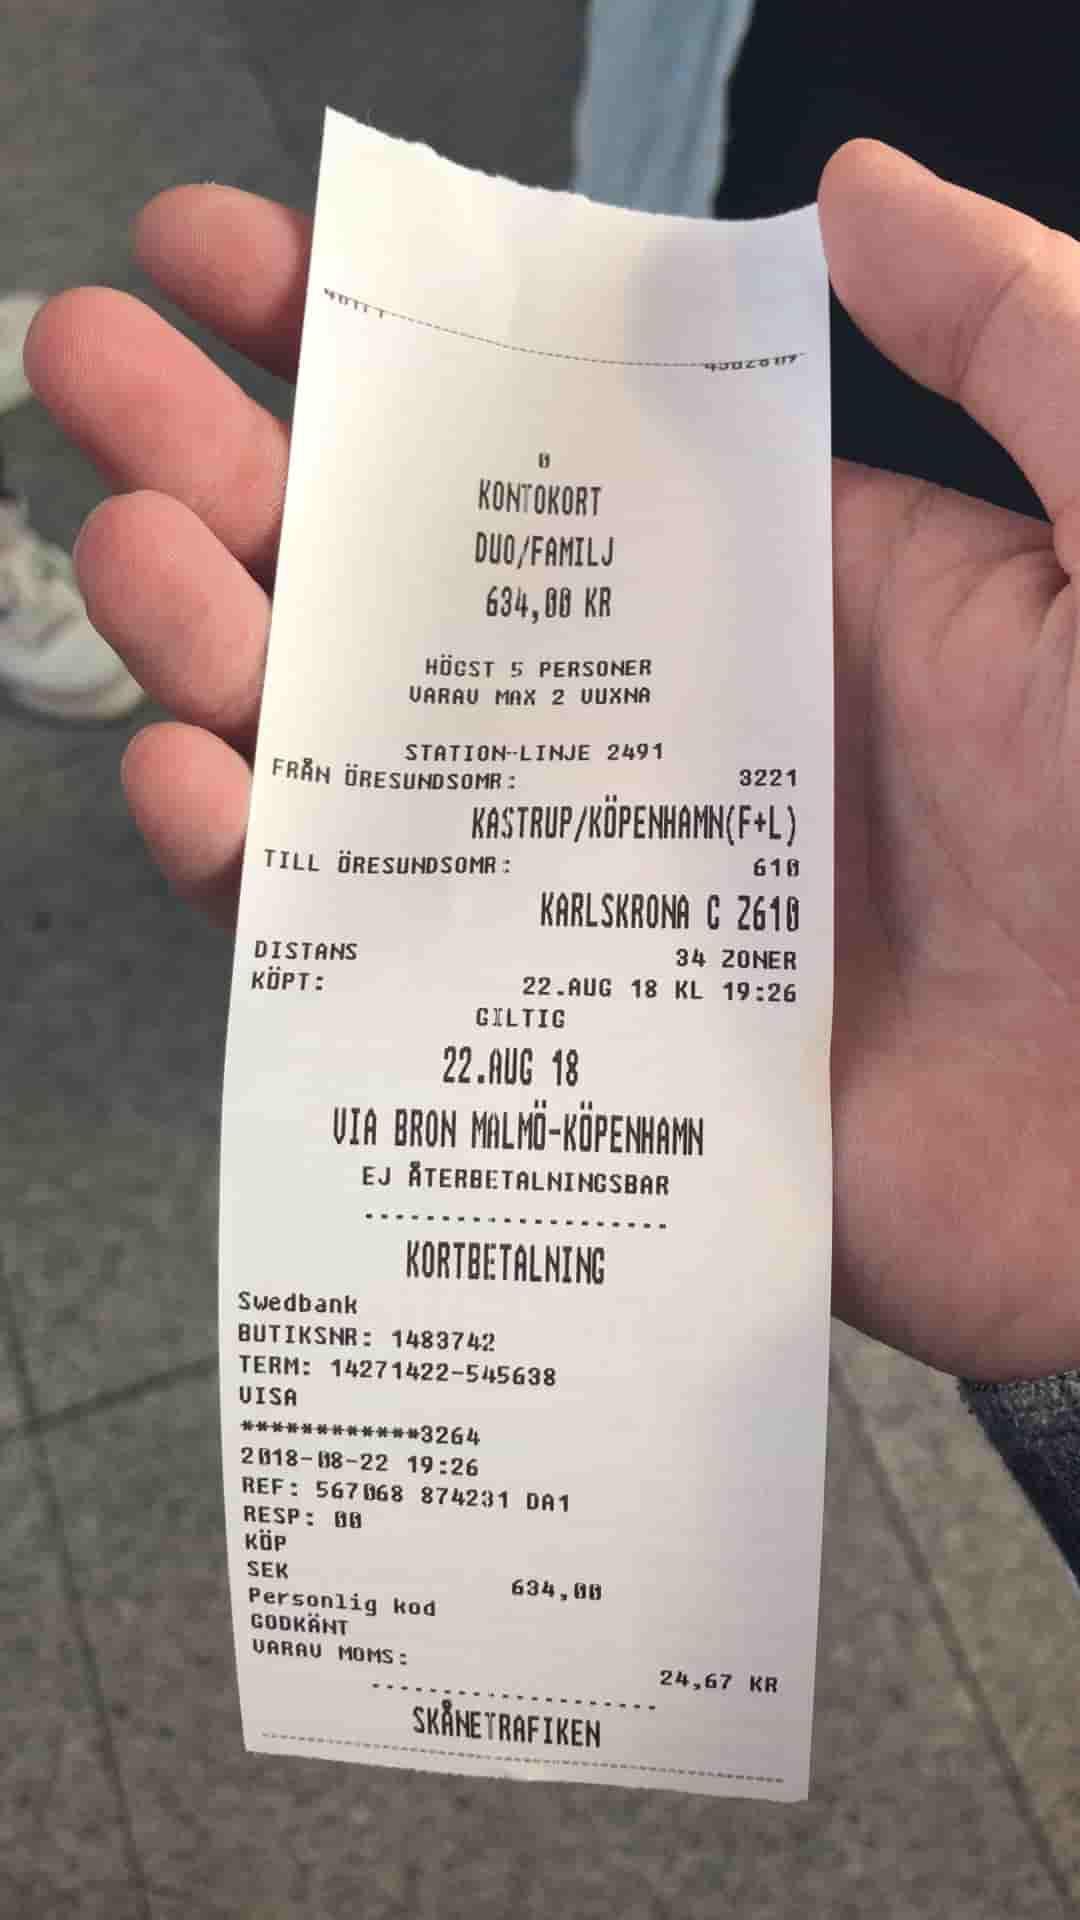 0
KONTOKORT
DUO/FAMILJ
634,00 KR
HÖGST 5 PERSONER
VARAV MAX 2 VUXNA
STATION-LINJE 2491
FRÅN ÖRESUNDSOMR: 3221
KASTRUP/KÖPENHAMN(F+L)
TILL ÖRESUNDSOMR: 610
KARLSKRONA C 2610
DISTANS 34 ZONER
KÖPT: 22.AUG 18 KL 19:26
GILTIG
22.AUG 18
VIA BRON MALMÖ-KÖPENHAMN
EJ ÅTERBETALNINGSBAR
--------------------
KORTBETALNING
Swedbank
BUTIKSNR: 1483742
TERM: 14271422-545638
VISA
************3264
2018-08-22 19:26
REF: 567068 874231 DA1
RESP: 00
KÖP
SEK 634,00
Personlig kod
GODKÄNT
VARAV MOMS: 24,67 KR
-------------------
SKÅNETRAFIKEN